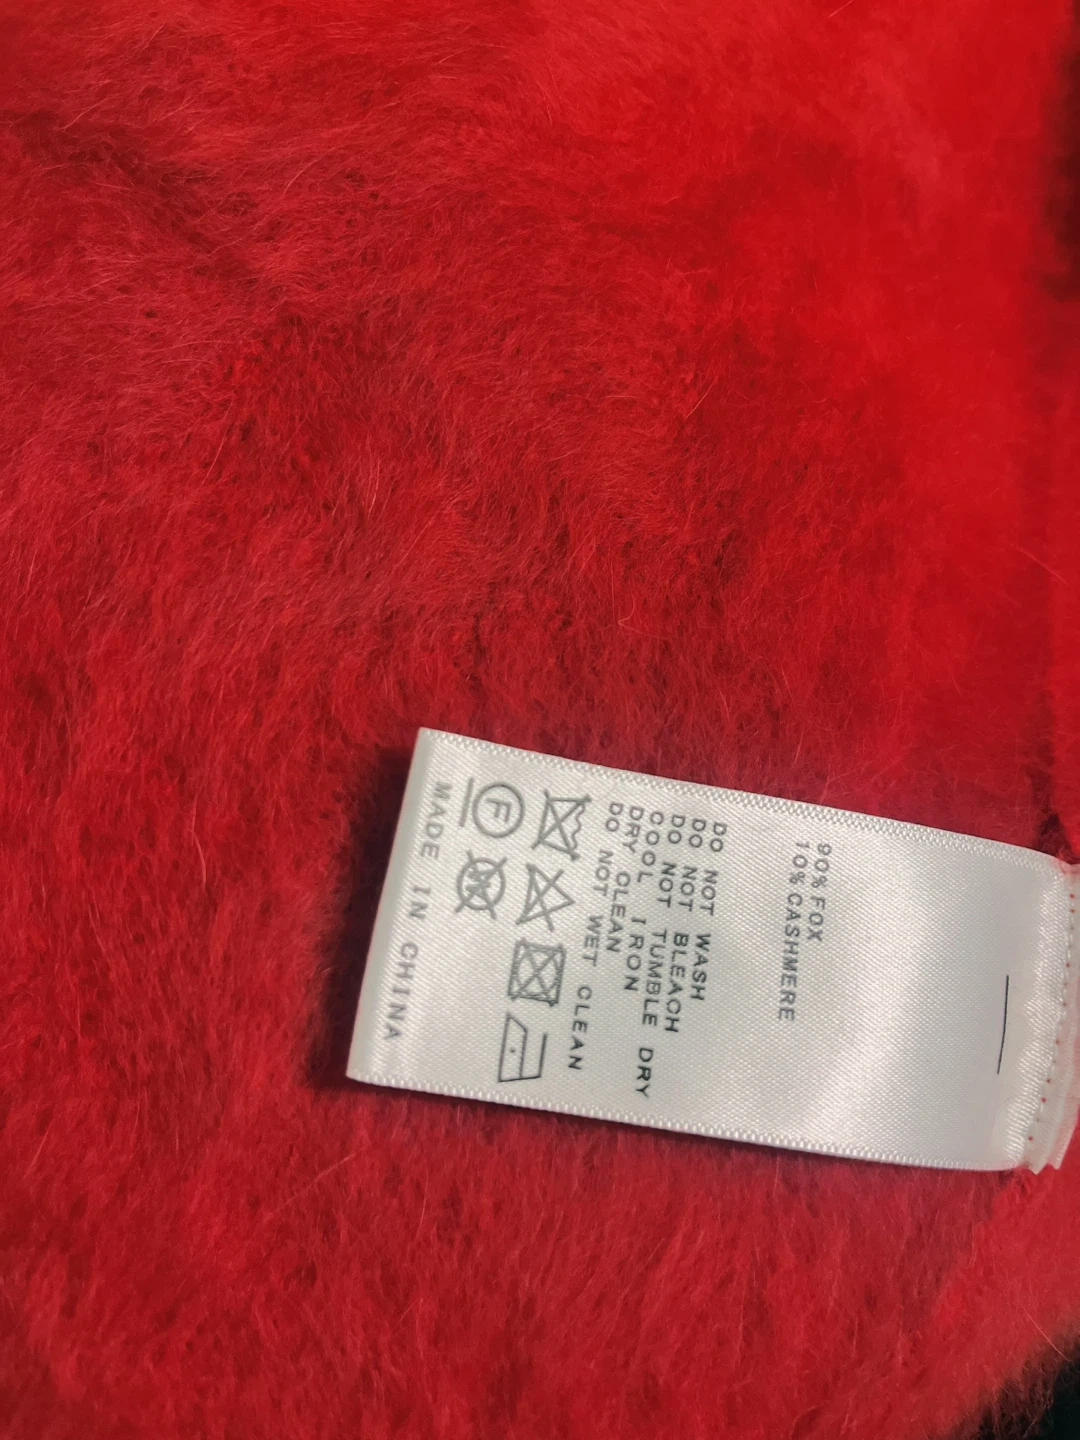 90% FOX
10% CASHMERE
DO NOT WASH
DO NOT BLEACH
DO NOT TUMBLE DRY
COOL IRON
DRY CLEAN
DO NOT WET CLEAN
F
W
MADE IN CHINA